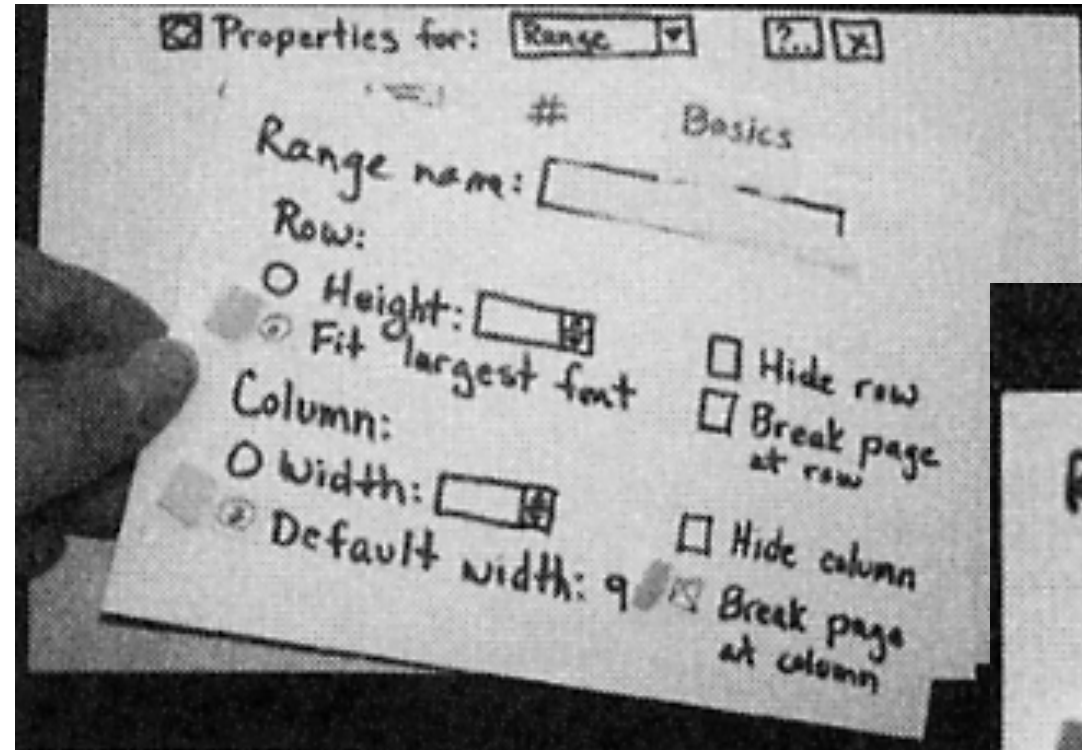 Properties for: Range ?.. x
# Basics
Range name:
Row:
Height:
Fit largest font
Hide row
Break page
at row
Column:
Width:
Default width: 9
Hide column
Break page
at column